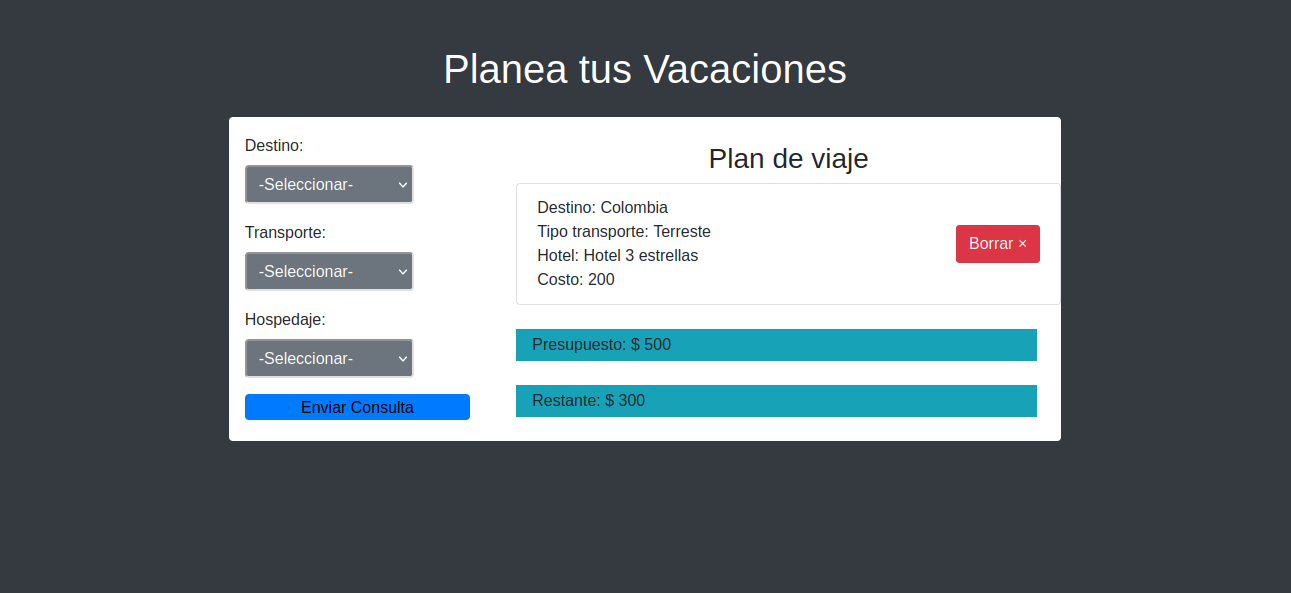 Planea tus Vacaciones
Destino:
-Seleccionar-
Transporte:
-Seleccionar-
Hospedaje:
-Seleccionar-
Enviar Consulta
Plan de viaje
Destino: Colombia
Tipo transporte: Terreste
Hotel: Hotel 3 estrellas
Costo: 200
Borrar ×
Presupuesto: $ 500
Restante: $ 300